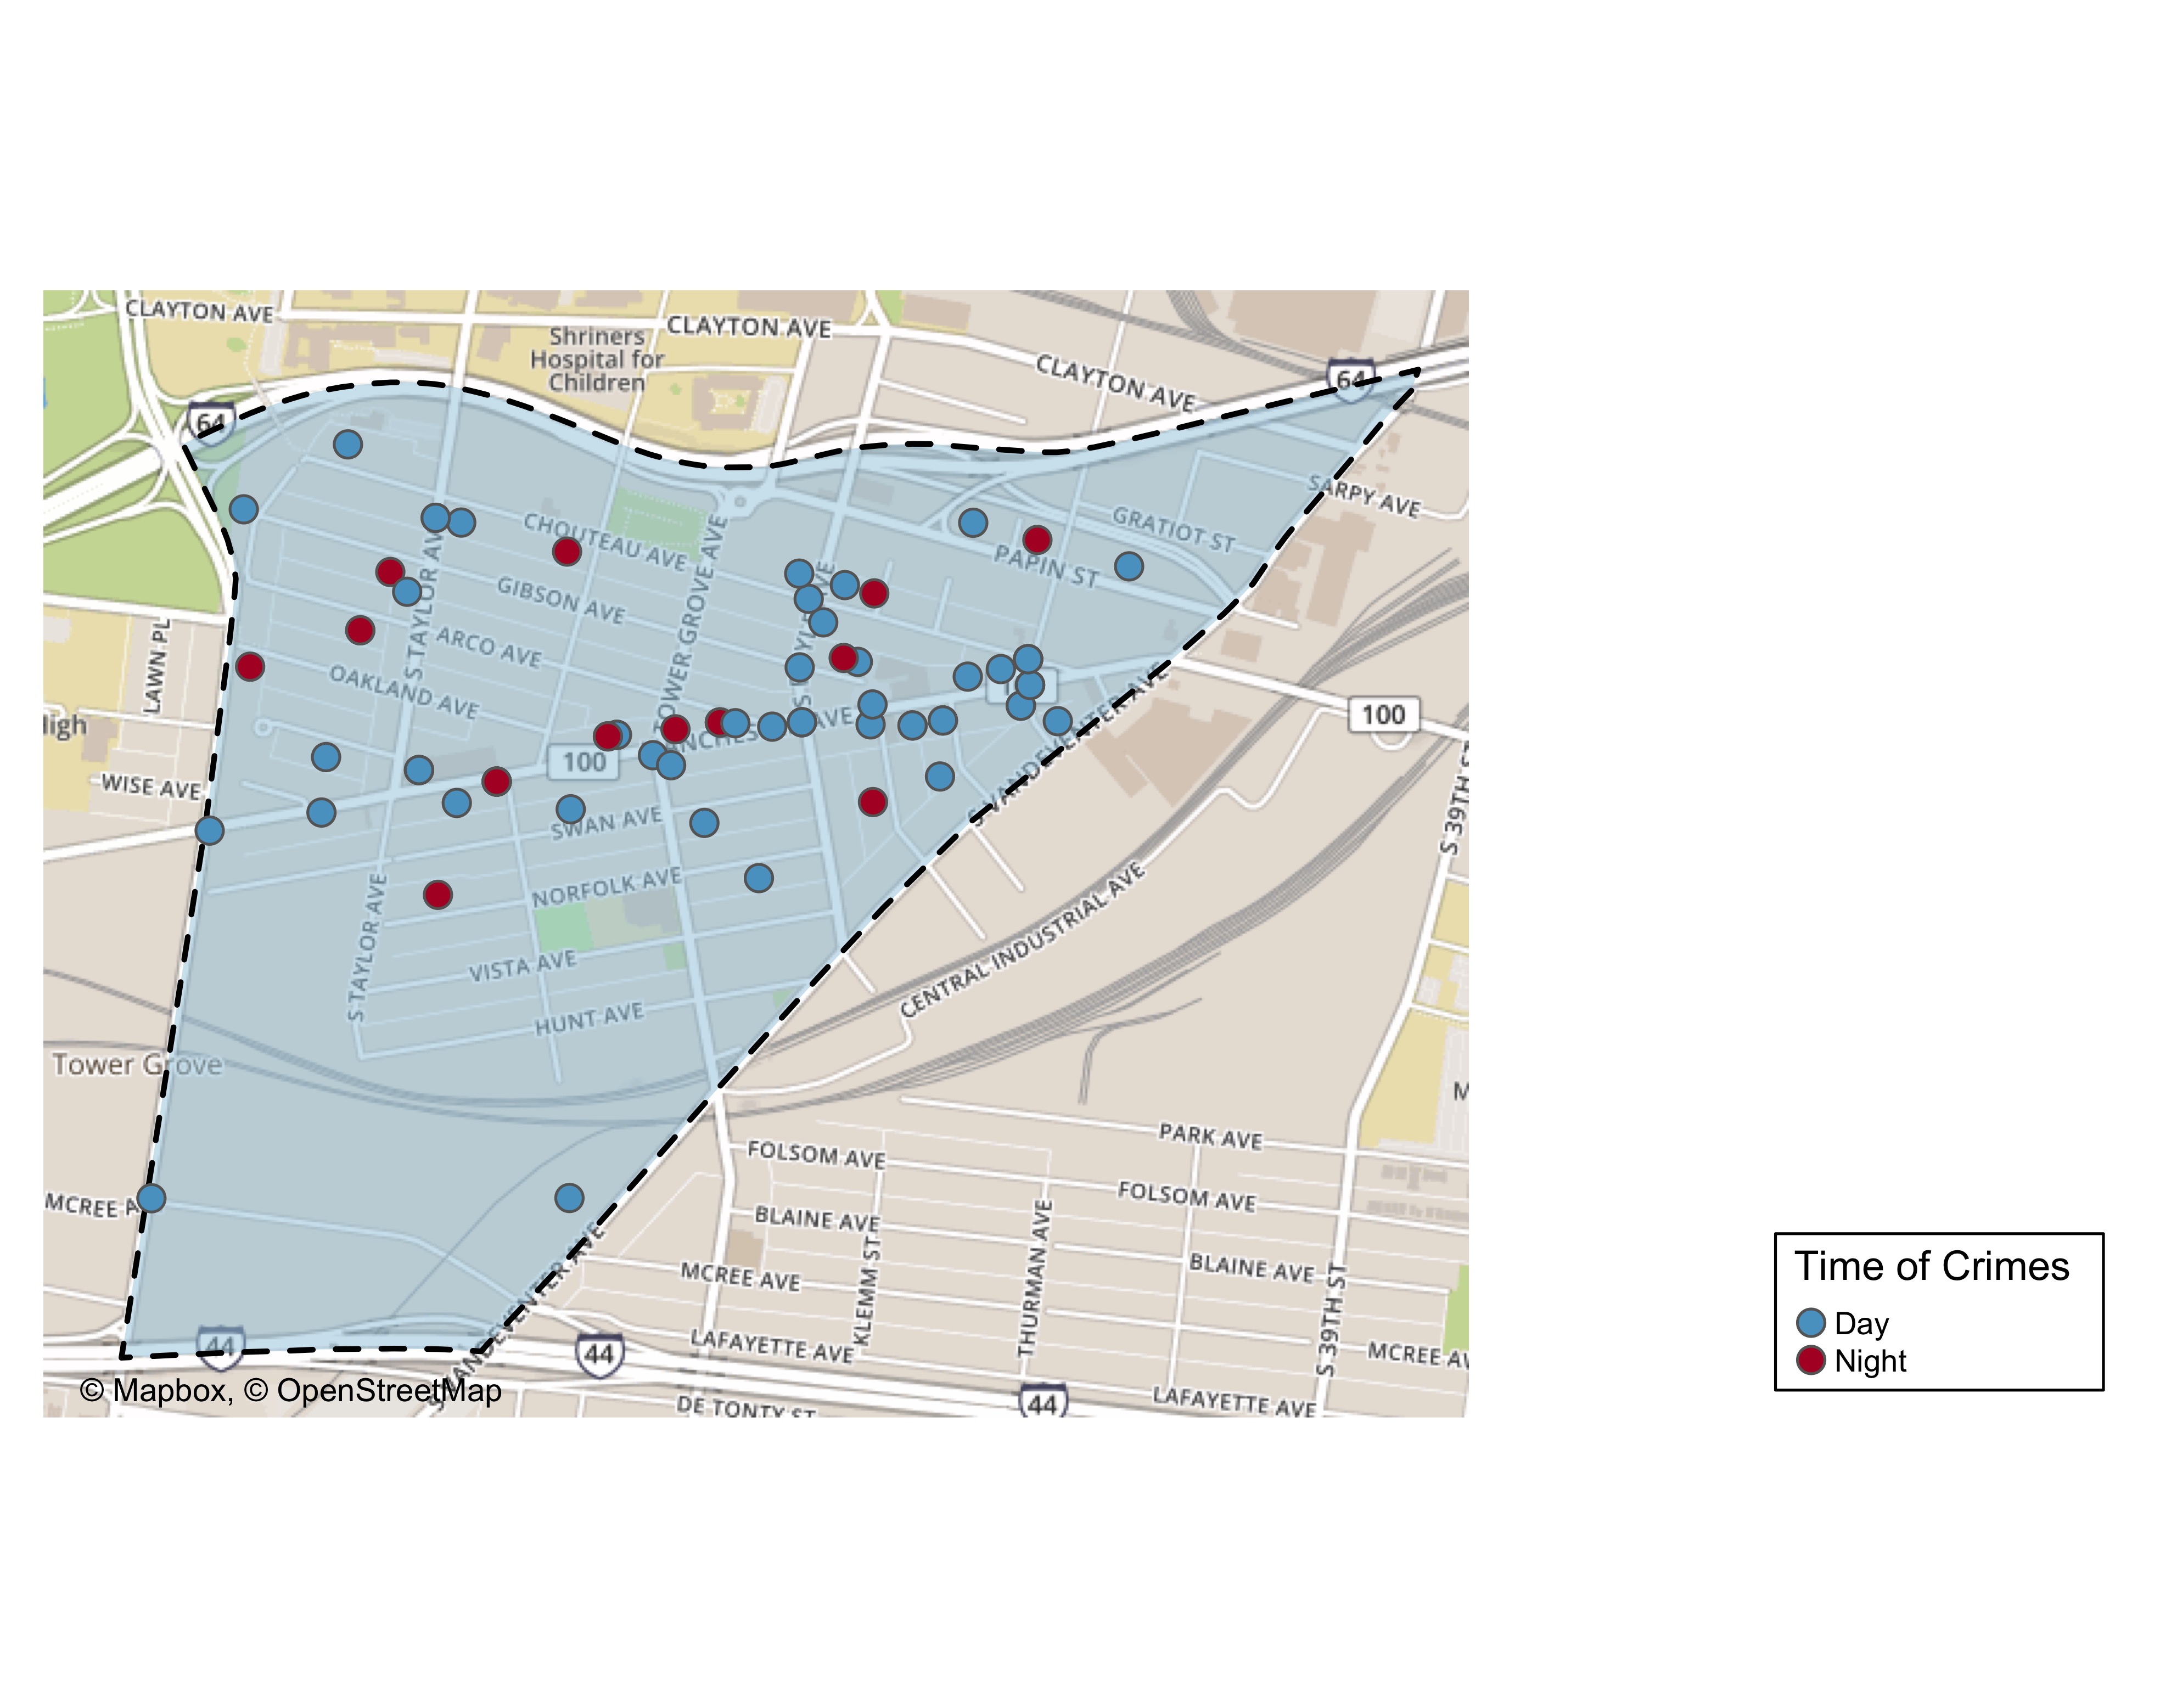 CLAYTON AVE
CLAYTON AVE
Shriners
Hospital for
Children
CLAYTON AVE
64
64
SARPY AVE
GRATIOT ST
CHOUTEAU AVE
PAPIN ST
GIBSON AVE
S TAYLOR AV
TOWER GROVE AVE
ARCO AVE
LAWN PL
OAKLAND AVE
High
AVE
100
100
S VANDEVENTER AVE
WISE AVE
SWAN AVE
S 39TH ST
NORFOLK AVE
S TAYLOR AVE
CENTRAL INDUSTRIAL AVE
VISTA AVE
HUNT AVE
Tower Grove
M
PARK AVE
FOLSOM AVE
FOLSOM AVE
MCREE A
BLAINE AVE
KLEMM ST
THURMAN AVE
BLAINE AVE
MCREE AVE
S 39TH ST
S VANDEVENTER AVE
44
44
LAFAYETTE AVE
MCREE AV
LAFAYETTE AVE
44
DE TONTY ST
© Mapbox, © OpenStreetMap
Time of Crimes
Day
Night